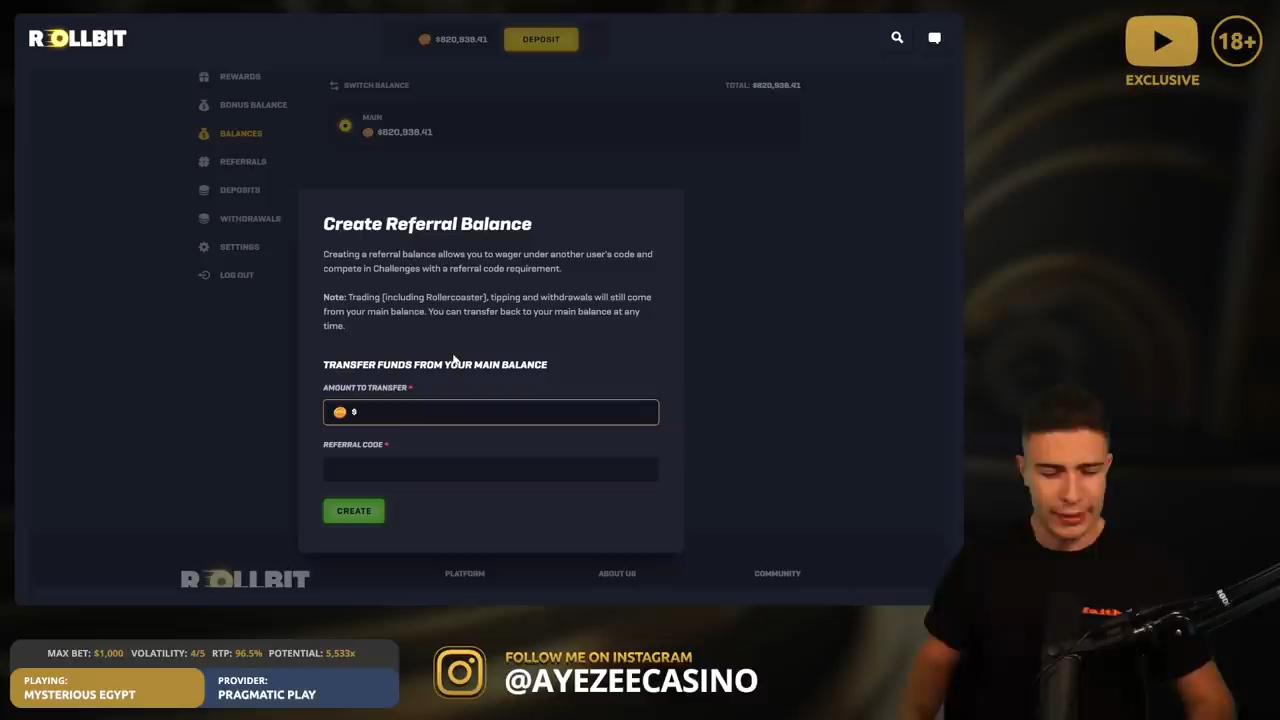 ROLLBIT
$820,938.41
DEPOSIT
EXCLUSIVE
18+
REWARDS
BONUS BALANCE
BALANCES
REFERRALS
DEPOSITS
WITHDRAWALS
SETTINGS
LOG OUT
SWITCH BALANCE
TOTAL: $820,938.41
MAIN
$820,938.41
Create Referral Balance
Creating a referral balance allows you to wager under another user's code and
compete in Challenges with a referral code requirement.
Note: Trading (including Rollercoaster), tipping and withdrawals will still come
from your main balance. You can transfer back to your main balance at any
time.
TRANSFER FUNDS FROM YOUR MAIN BALANCE
AMOUNT TO TRANSFER *
$
REFERRAL CODE *
CREATE
ROLLBIT
PLATFORM
ABOUT US
COMMUNITY
MAX BET: $1,000 VOLATILITY: 4/5 RTP: 96.5% POTENTIAL: 5,533x
PLAYING:
MYSTERIOUS EGYPT
PROVIDER:
PRAGMATIC PLAY
FOLLOW ME ON INSTAGRAM
@AYEZEECASINO